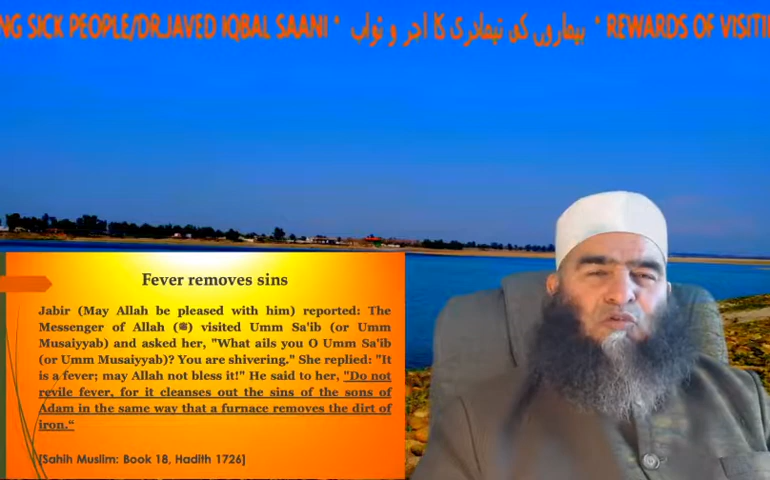 NG SICK PEOPLE/DR.JAVED IQBAL SAANI * بیماروں کی تیمارداری کا اجر و ثواب * REWARDS OF VISITI
Fever removes sins
Jabir (May Allah be pleased with him) reported: The
Messenger of Allah (ﷺ) visited Umm Sa'ib (or Umm
Musaiyyab) and asked her, "What ails you O Umm Sa'ib
(or Umm Musaiyyab)? You are shivering." She replied: "It
is a fever; may Allah not bless it!" He said to her, "Do not
revile fever, for it cleanses out the sins of the sons of
Adam in the same way that a furnace removes the dirt of
iron."
[Sahih Muslim: Book 18, Hadith 1726]